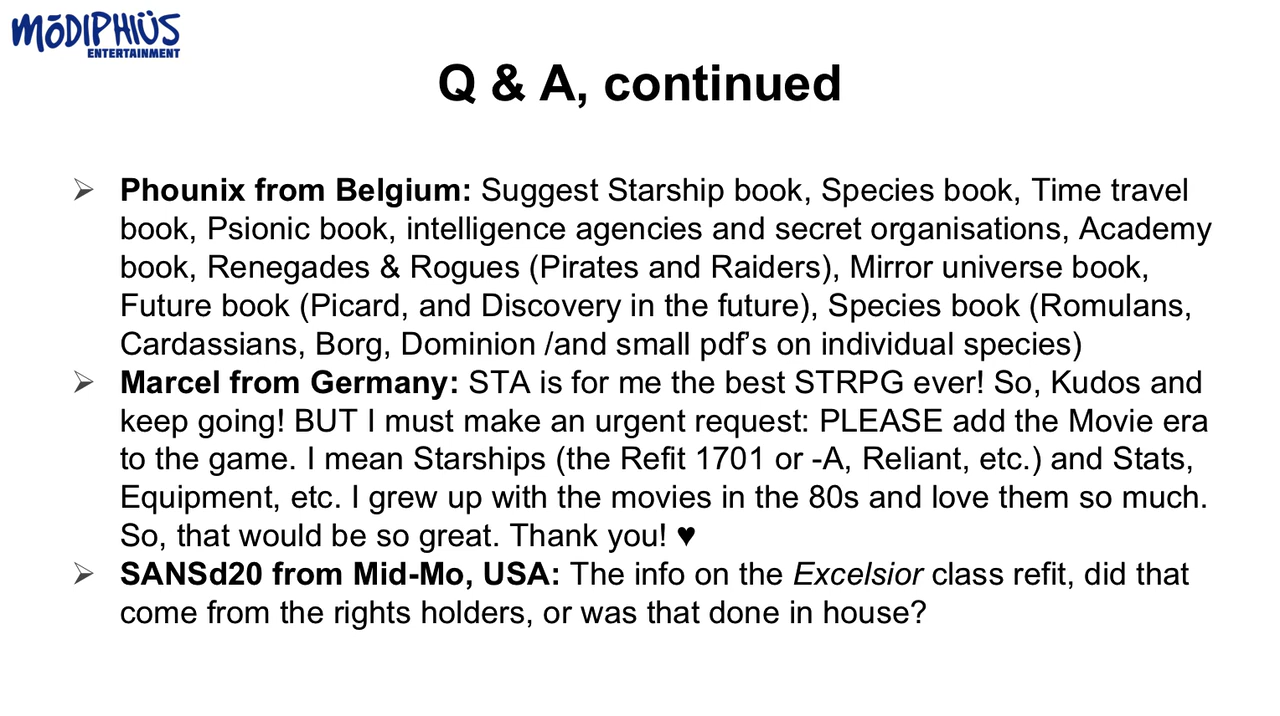 MŌDIPHIÜS
ENTERTAINMENT
Q & A, continued
➢ Phounix from Belgium: Suggest Starship book, Species book, Time travel
book, Psionic book, intelligence agencies and secret organisations, Academy
book, Renegades & Rogues (Pirates and Raiders), Mirror universe book,
Future book (Picard, and Discovery in the future), Species book (Romulans,
Cardassians, Borg, Dominion /and small pdf’s on individual species)
➢ Marcel from Germany: STA is for me the best STRPG ever! So, Kudos and
keep going! BUT I must make an urgent request: PLEASE add the Movie era
to the game. I mean Starships (the Refit 1701 or -A, Reliant, etc.) and Stats,
Equipment, etc. I grew up with the movies in the 80s and love them so much.
So, that would be so great. Thank you! ♥
➢ SANSd20 from Mid-Mo, USA: The info on the Excelsior class refit, did that
come from the rights holders, or was that done in house?